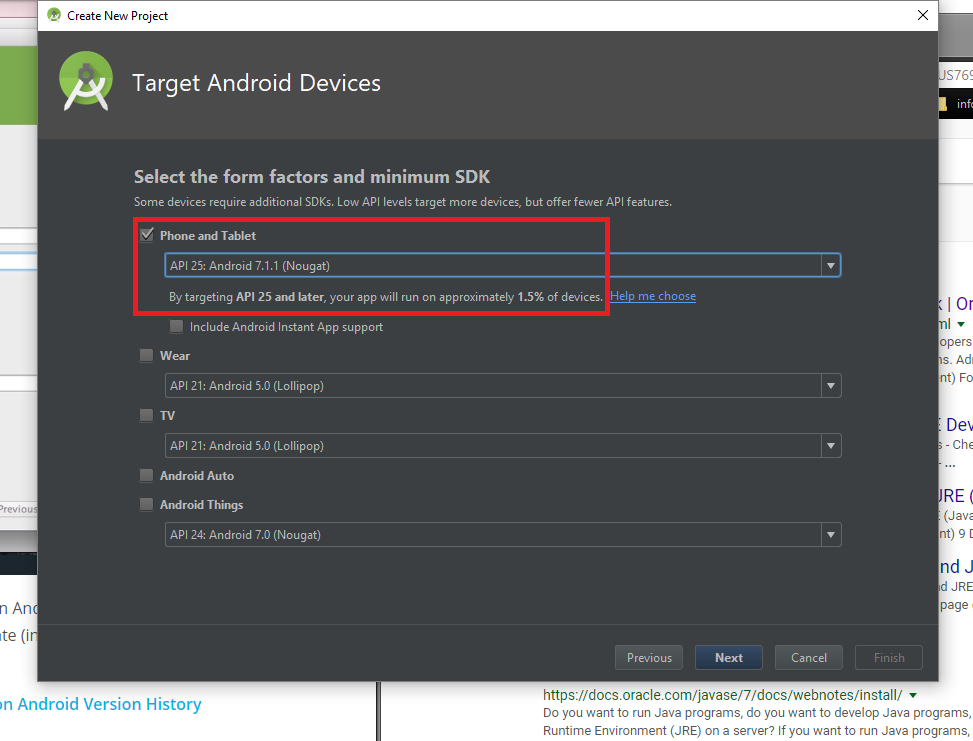 Create New Project
Target Android Devices
Select the form factors and minimum SDK
Some devices require additional SDKs. Low API levels target more devices, but offer fewer API features.
Phone and Tablet
API 25: Android 7.1.1 (Nougat)
By targeting API 25 and later, your app will run on approximately 1.5% of devices. Help me choose
Include Android Instant App support
Wear
API 21: Android 5.0 (Lollipop)
TV
API 21: Android 5.0 (Lollipop)
Android Auto
Android Things
API 24: Android 7.0 (Nougat)
Previous Next Cancel Finish
US769
info
k | Or
ml
opers
ns. Adr
nt) Fo
E Dev
s - Che
- ...
JRE (
E (Java
nt) 9 D
nd J
nd JRE
page
Previous
n And
ate (in
on Android Version History
https://docs.oracle.com/javase/7/docs/webnotes/install/
Do you want to run Java programs, do you want to develop Java programs,
Runtime Environment (JRE) on a server? If you want to run Java programs,